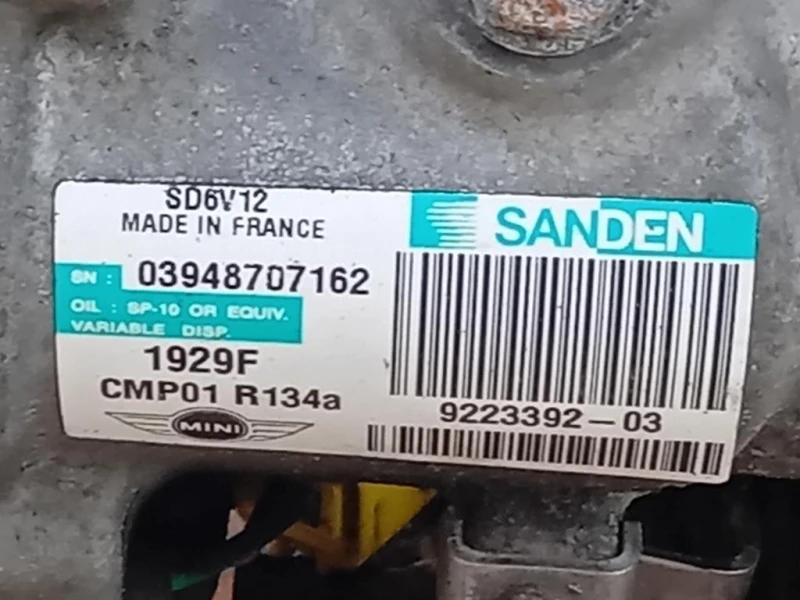 SD6V12
MADE IN FRANCE
SANDEN
SN : 03948707162
OIL : SP-10 OR EQUIV.
VARIABLE DISP.
1929F
CMP01 R134a
9223392-03
MINI